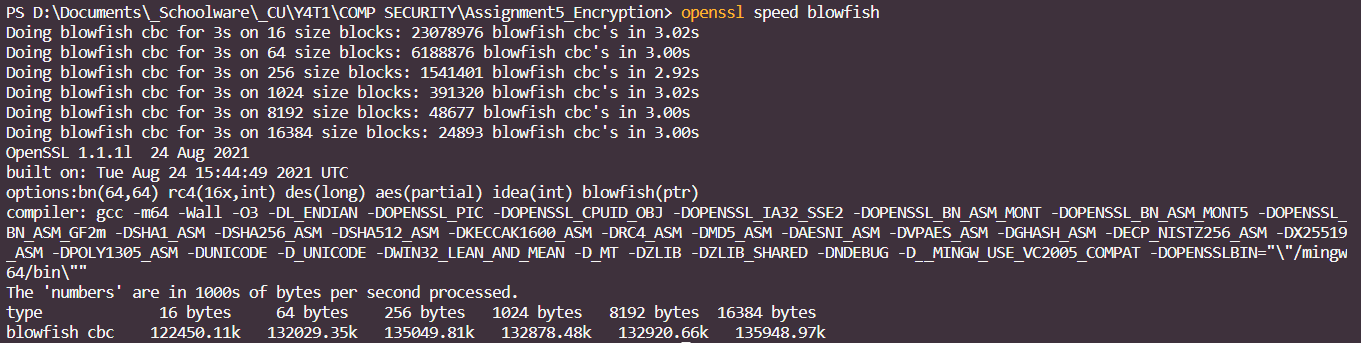 PS D:\Documents\_Schoolware\_CU\Y4T1\COMP SECURITY\Assignment5_Encryption> openssl speed blowfish
Doing blowfish cbc for 3s on 16 size blocks: 23078976 blowfish cbc's in 3.02s
Doing blowfish cbc for 3s on 64 size blocks: 6188876 blowfish cbc's in 3.00s
Doing blowfish cbc for 3s on 256 size blocks: 1541401 blowfish cbc's in 2.92s
Doing blowfish cbc for 3s on 1024 size blocks: 391320 blowfish cbc's in 3.02s
Doing blowfish cbc for 3s on 8192 size blocks: 48677 blowfish cbc's in 3.00s
Doing blowfish cbc for 3s on 16384 size blocks: 24893 blowfish cbc's in 3.00s
OpenSSL 1.1.1l  24 Aug 2021
built on: Tue Aug 24 15:44:49 2021 UTC
options:bn(64,64) rc4(16x,int) des(long) aes(partial) idea(int) blowfish(ptr)
compiler: gcc -m64 -Wall -O3 -DL_ENDIAN -DOPENSSL_PIC -DOPENSSL_CPUID_OBJ -DOPENSSL_IA32_SSE2 -DOPENSSL_BN_ASM_MONT -DOPENSSL_BN_ASM_MONT5 -DOPENSSL_
BN_ASM_GF2m -DSHA1_ASM -DSHA256_ASM -DSHA512_ASM -DKECCAK1600_ASM -DRC4_ASM -DMD5_ASM -DAESNI_ASM -DVPAES_ASM -DGHASH_ASM -DECP_NISTZ256_ASM -DX25519
_ASM -DPOLY1305_ASM -DUNICODE -D_UNICODE -DWIN32_LEAN_AND_MEAN -D_MT -DZLIB -DZLIB_SHARED -DNDEBUG -D__MINGW_USE_VC2005_COMPAT -DOPENSSLBIN="\"/mingw
64/bin\""
The 'numbers' are in 1000s of bytes per second processed.
type             16 bytes     64 bytes    256 bytes   1024 bytes   8192 bytes  16384 bytes
blowfish cbc    122450.11k   132029.35k   135049.81k   132878.48k   132920.66k   135948.97k